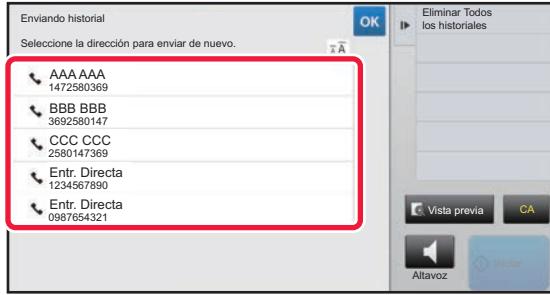 Enviando historial
OK
Seleccione la dirección para enviar de nuevo.
A A
AAA AAA
1472580369
BBB BBB
3692580147
CCC CCC
2580147369
Entr. Directa
1234567890
Entr. Directa
0987654321
Eliminar Todos
los historiales
Vista previa
CA
Altavoz
Iniciar